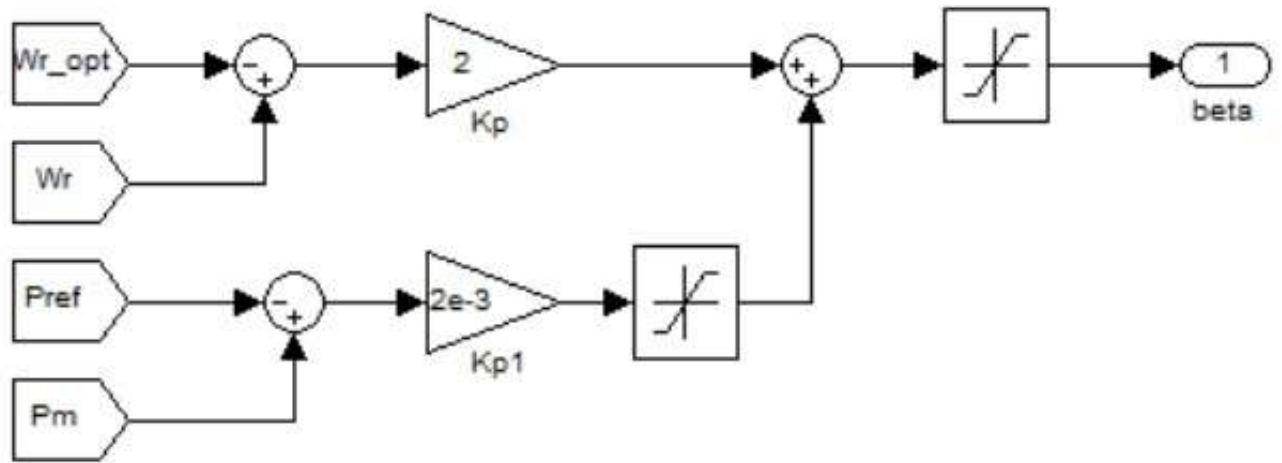 Wr_opt
-
+
2
Kp
+
+
1
beta
Wr
Pref
-
+
2e-3
Kp1
Pm